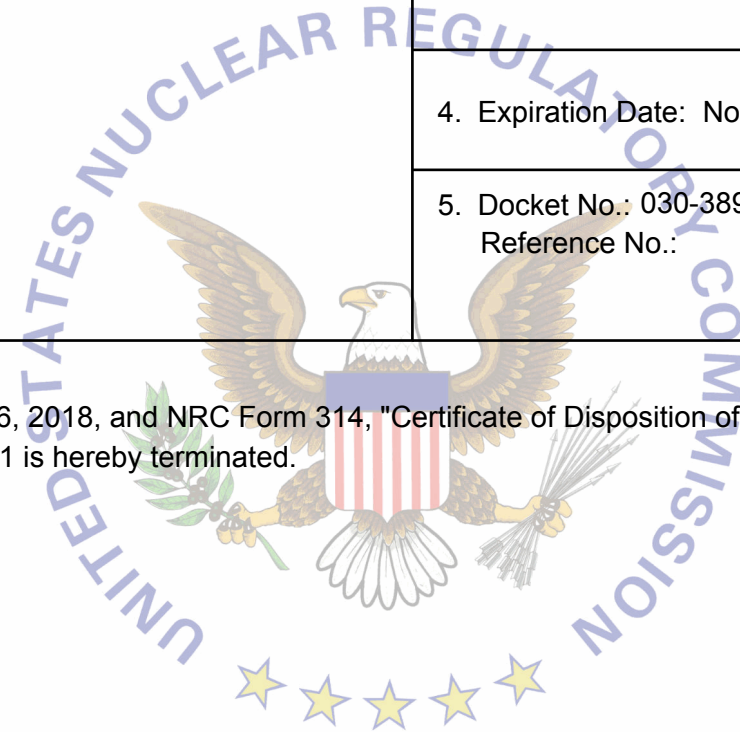 UNITED STATES NUCLEAR REGULATORY COMMISSION
4. Expiration Date: No
5. Docket No.: 030-389
Reference No.:
6, 2018, and NRC Form 314, "Certificate of Disposition of
1 is hereby terminated.